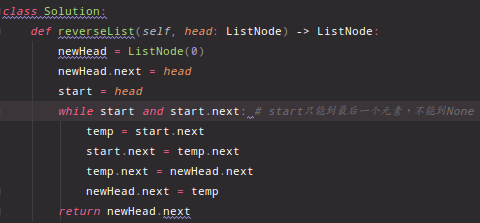 class Solution:
def reverseList(self, head: ListNode) -> ListNode:
newHead = ListNode(0)
newHead.next = head
start = head
while start and start.next: # start只能到最后一个元素，不能到None
temp = start.next
start.next = temp.next
temp.next = newHead.next
newHead.next = temp
return newHead.next